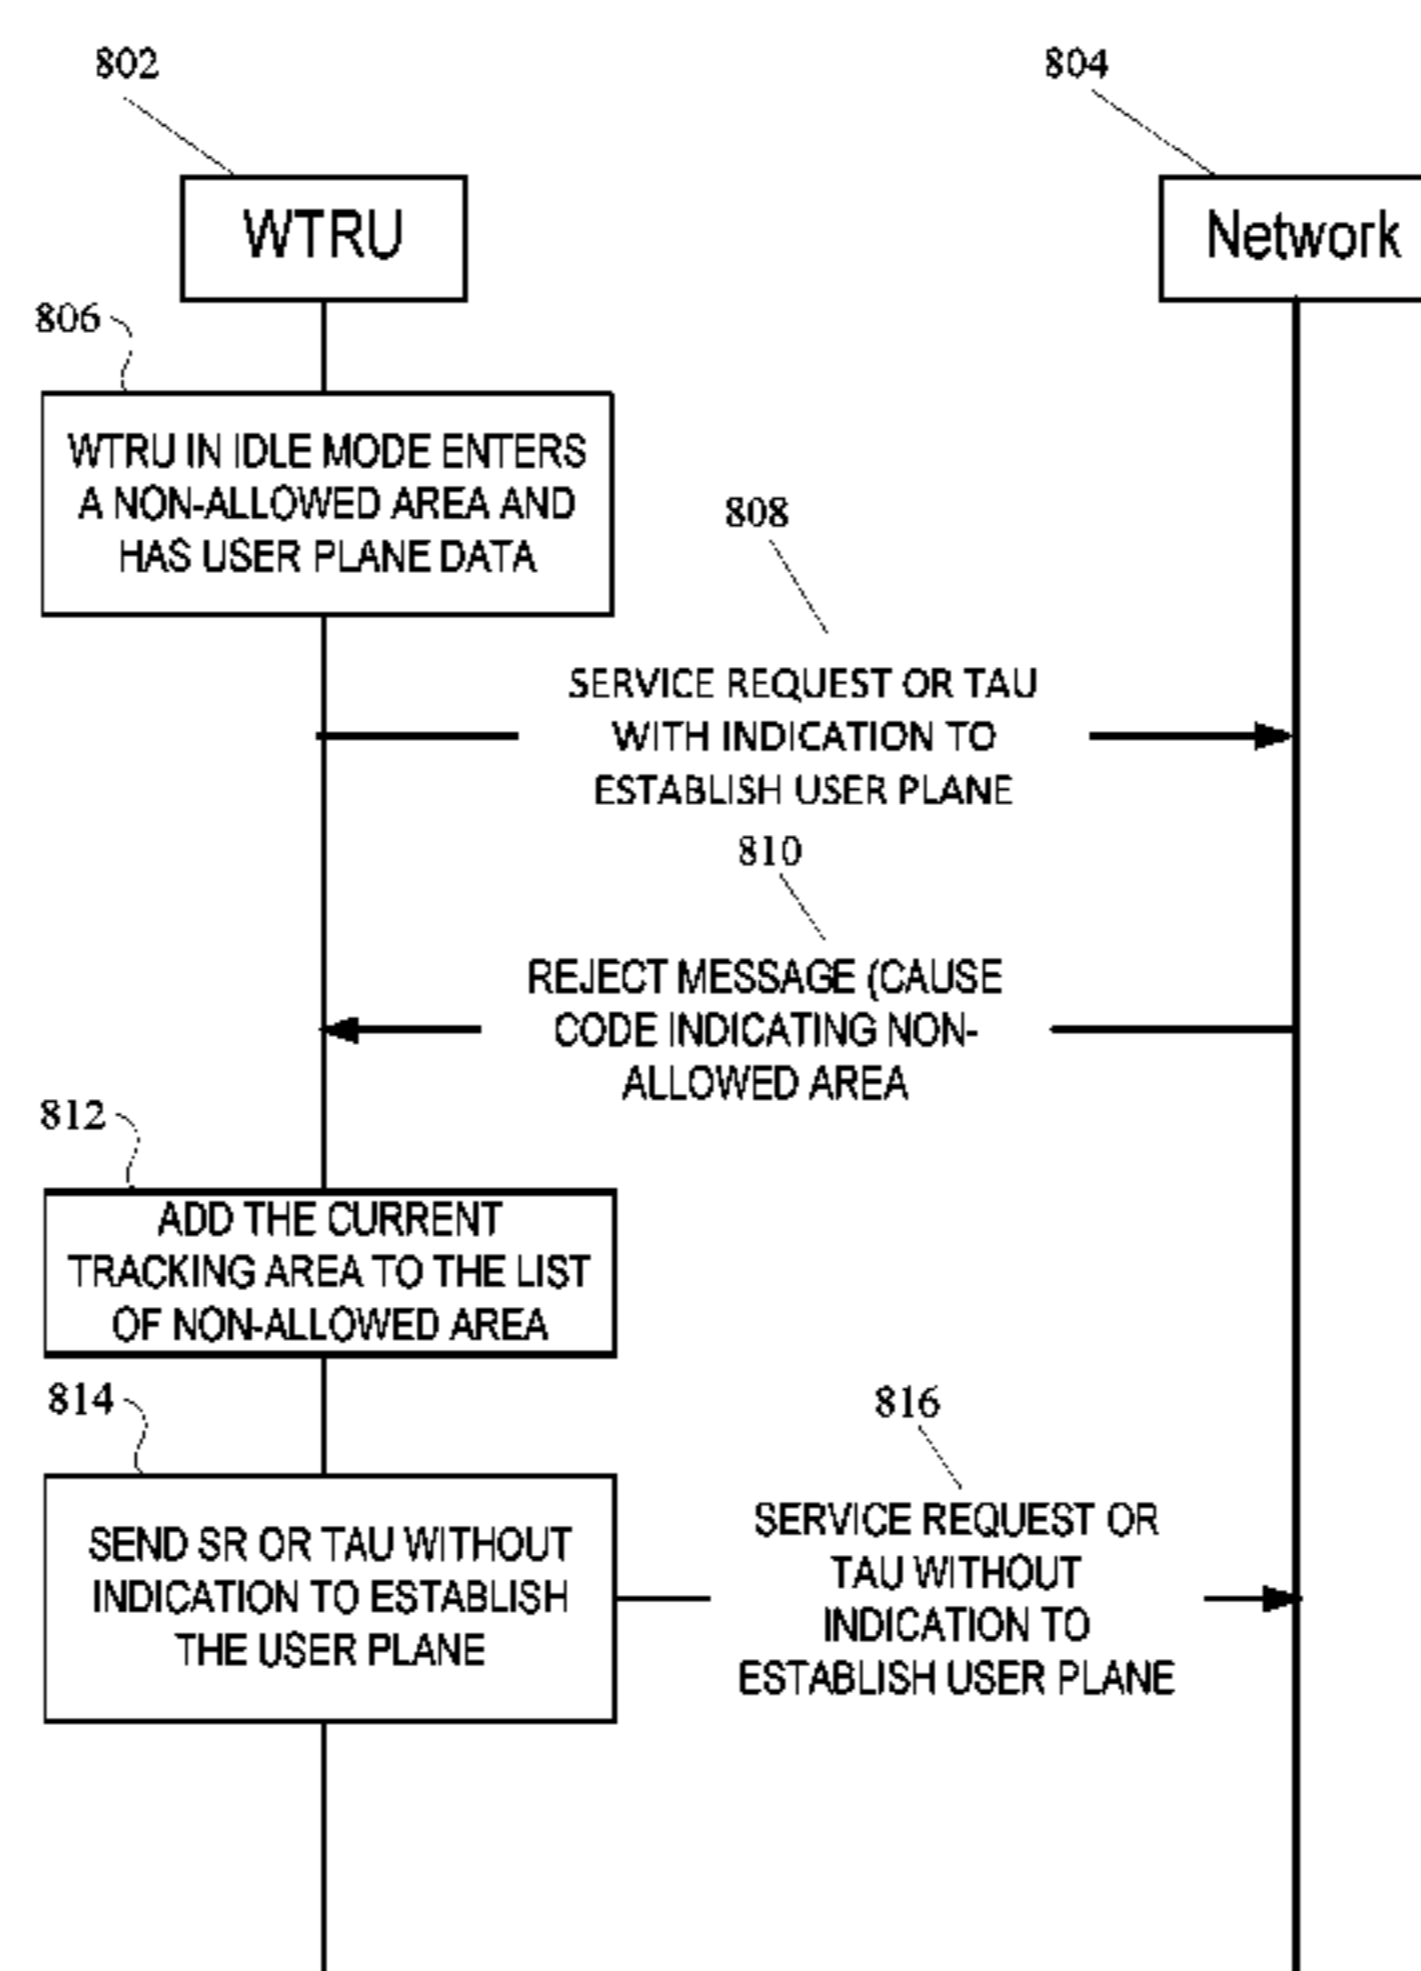 802
804
WTRU
Network
806
WTRU IN IDLE MODE ENTERS
A NON-ALLOWED AREA AND
HAS USER PLANE DATA
808
SERVICE REQUEST OR TAU
WITH INDICATION TO
ESTABLISH USER PLANE
810
REJECT MESSAGE (CAUSE
CODE INDICATING NON-
ALLOWED AREA
812
ADD THE CURRENT
TRACKING AREA TO THE LIST
OF NON-ALLOWED AREA
814
SEND SR OR TAU WITHOUT
INDICATION TO ESTABLISH
THE USER PLANE
816
SERVICE REQUEST OR
TAU WITHOUT
INDICATION TO
ESTABLISH USER PLANE